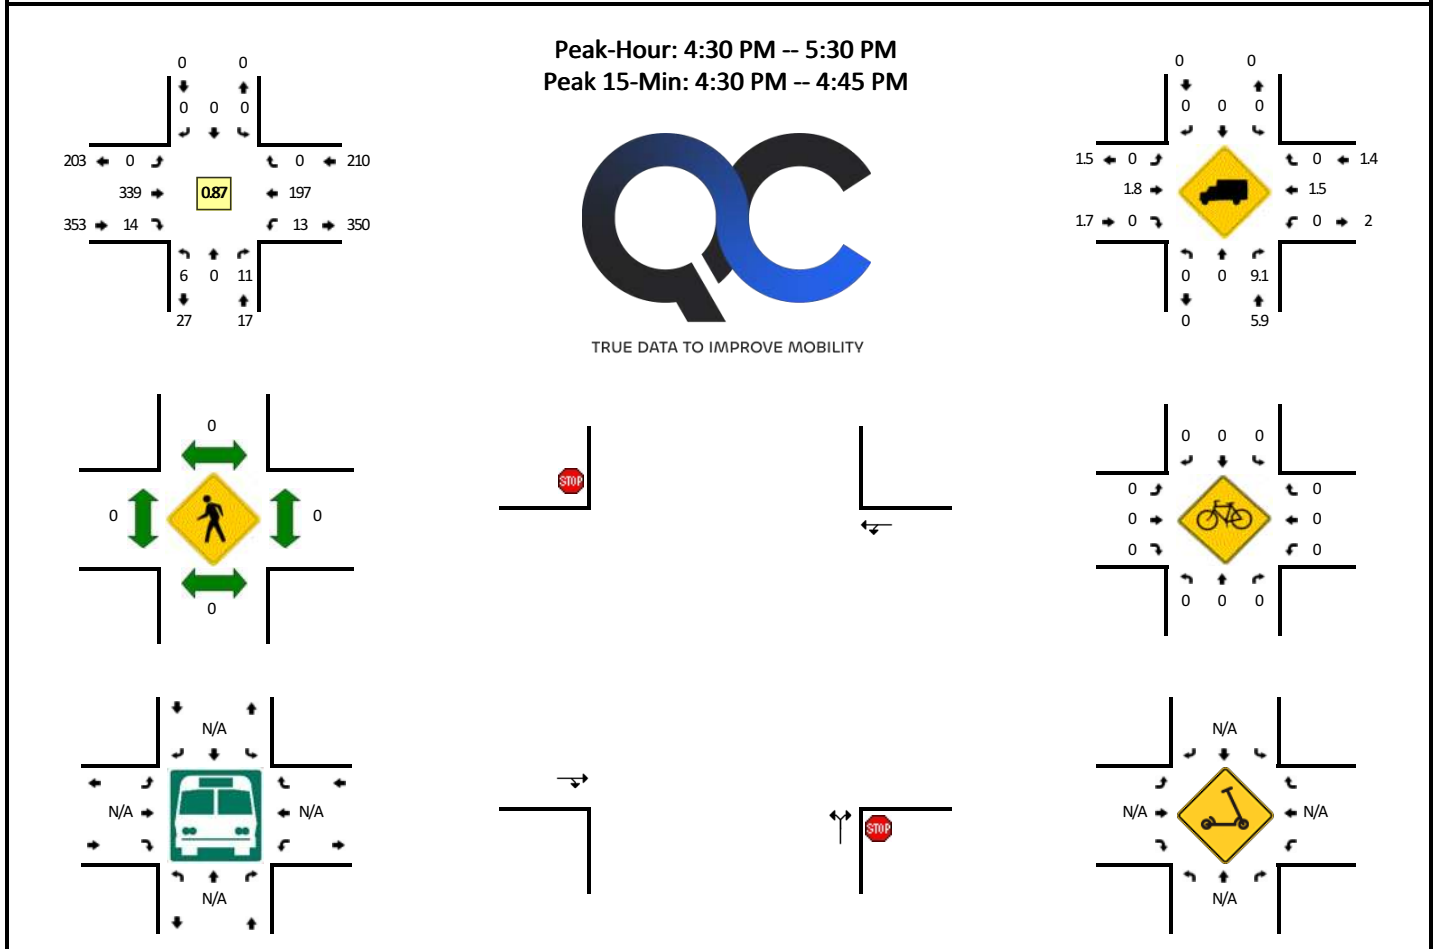 Peak-Hour: 4:30 PM -- 5:30 PM
Peak 15-Min: 4:30 PM -- 4:45 PM
0 0
0 0 0
203 0 0 210
339 0.87 197
353 14 13 350
6 0 11
27 17
TRUE DATA TO IMPROVE MOBILITY
0 0
0 0 0
1.5 0 0 1.4
1.8 1.5
1.7 0 0 2
0 0 9.1
0 5.9
0
0 0
0
STOP
STOP
0 0 0
0 0
0 0
0 0
0 0 0
N/A
N/A N/A
N/A
N/A
N/A N/A
N/A